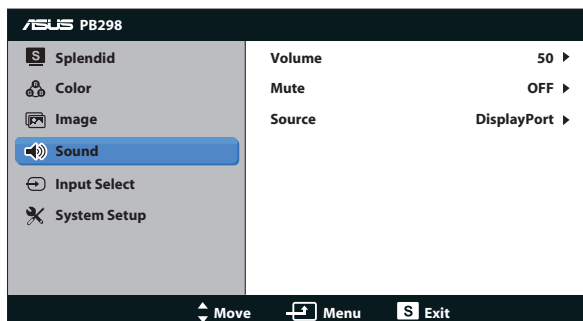 ASUS PB298
S Splendid
Color
Image
Sound
Input Select
System Setup
Volume 50
Mute OFF
Source DisplayPort
Move Menu S Exit